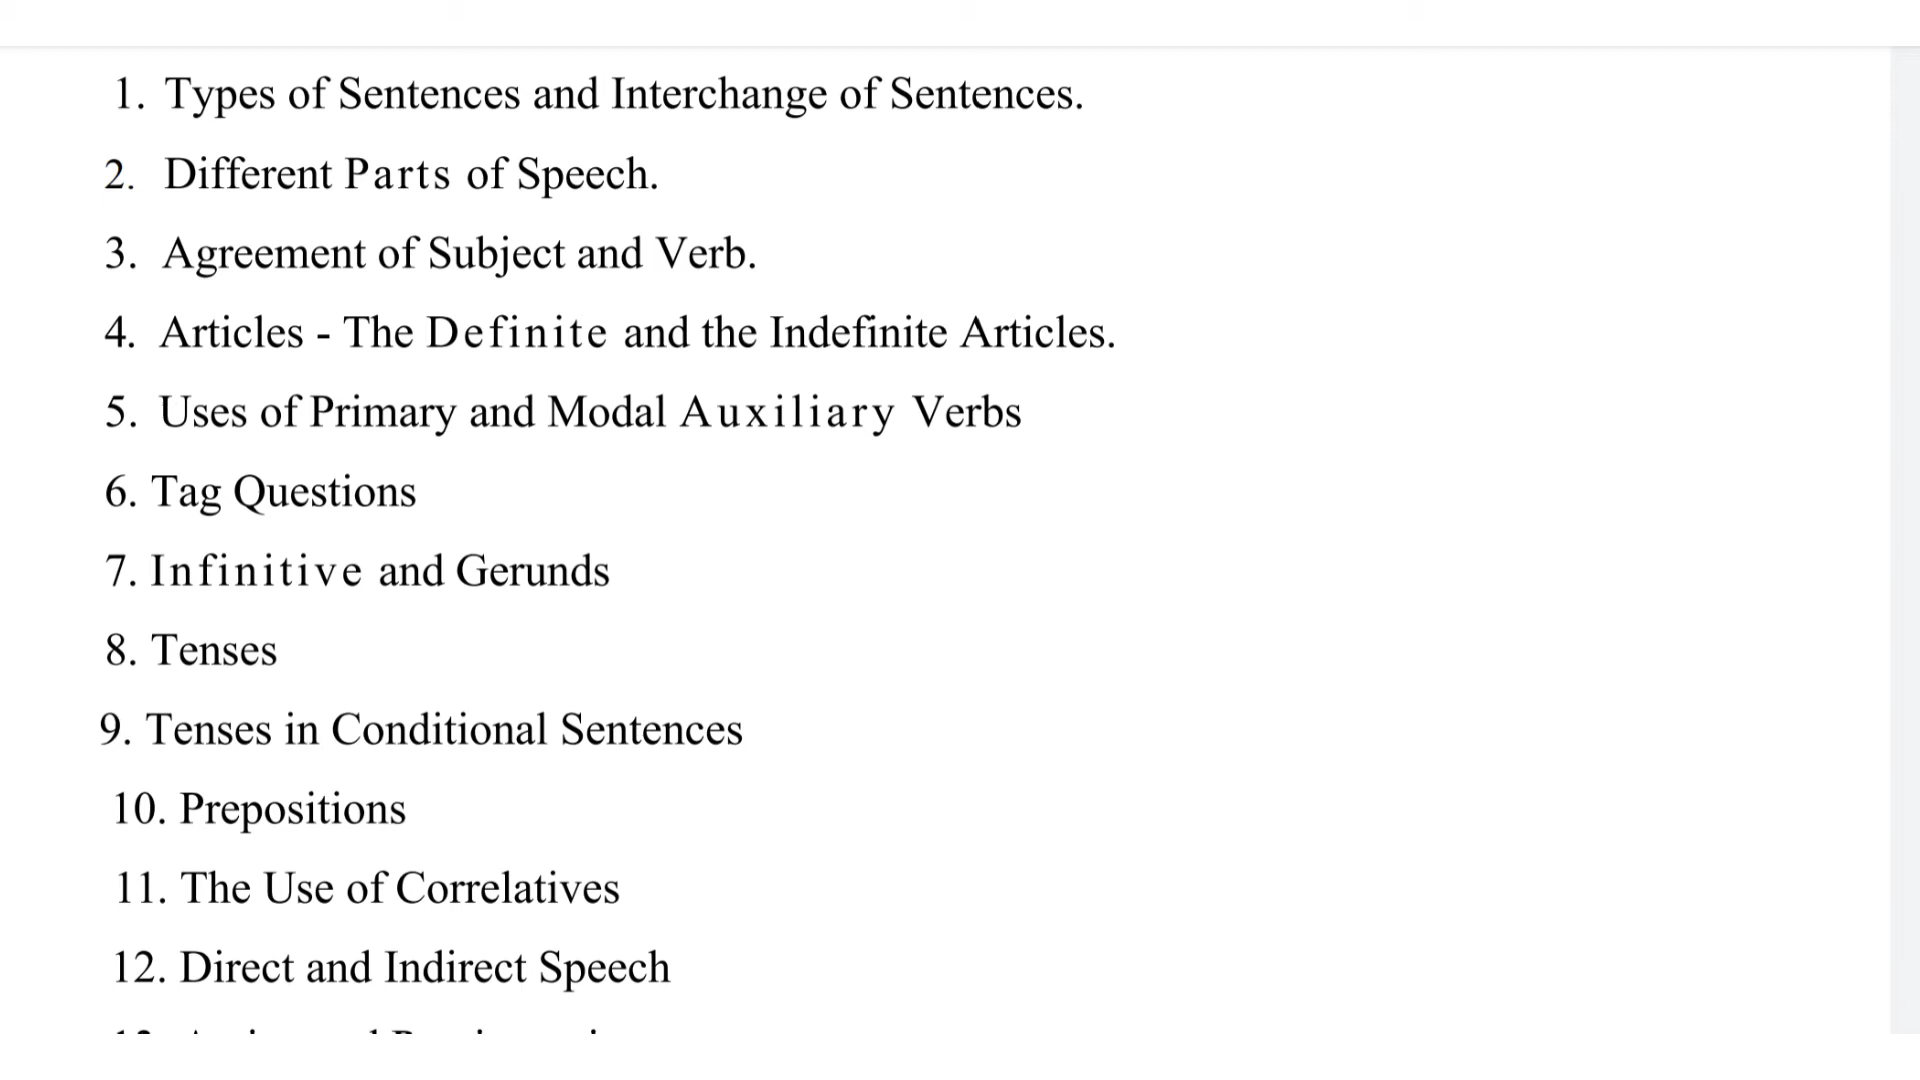 1. Types of Sentences and Interchange of Sentences.
2. Different Parts of Speech.
3. Agreement of Subject and Verb.
4. Articles - The Definite and the Indefinite Articles.
5. Uses of Primary and Modal Auxiliary Verbs
6. Tag Questions
7. Infinitive and Gerunds
8. Tenses
9. Tenses in Conditional Sentences
10. Prepositions
11. The Use of Correlatives
12. Direct and Indirect Speech